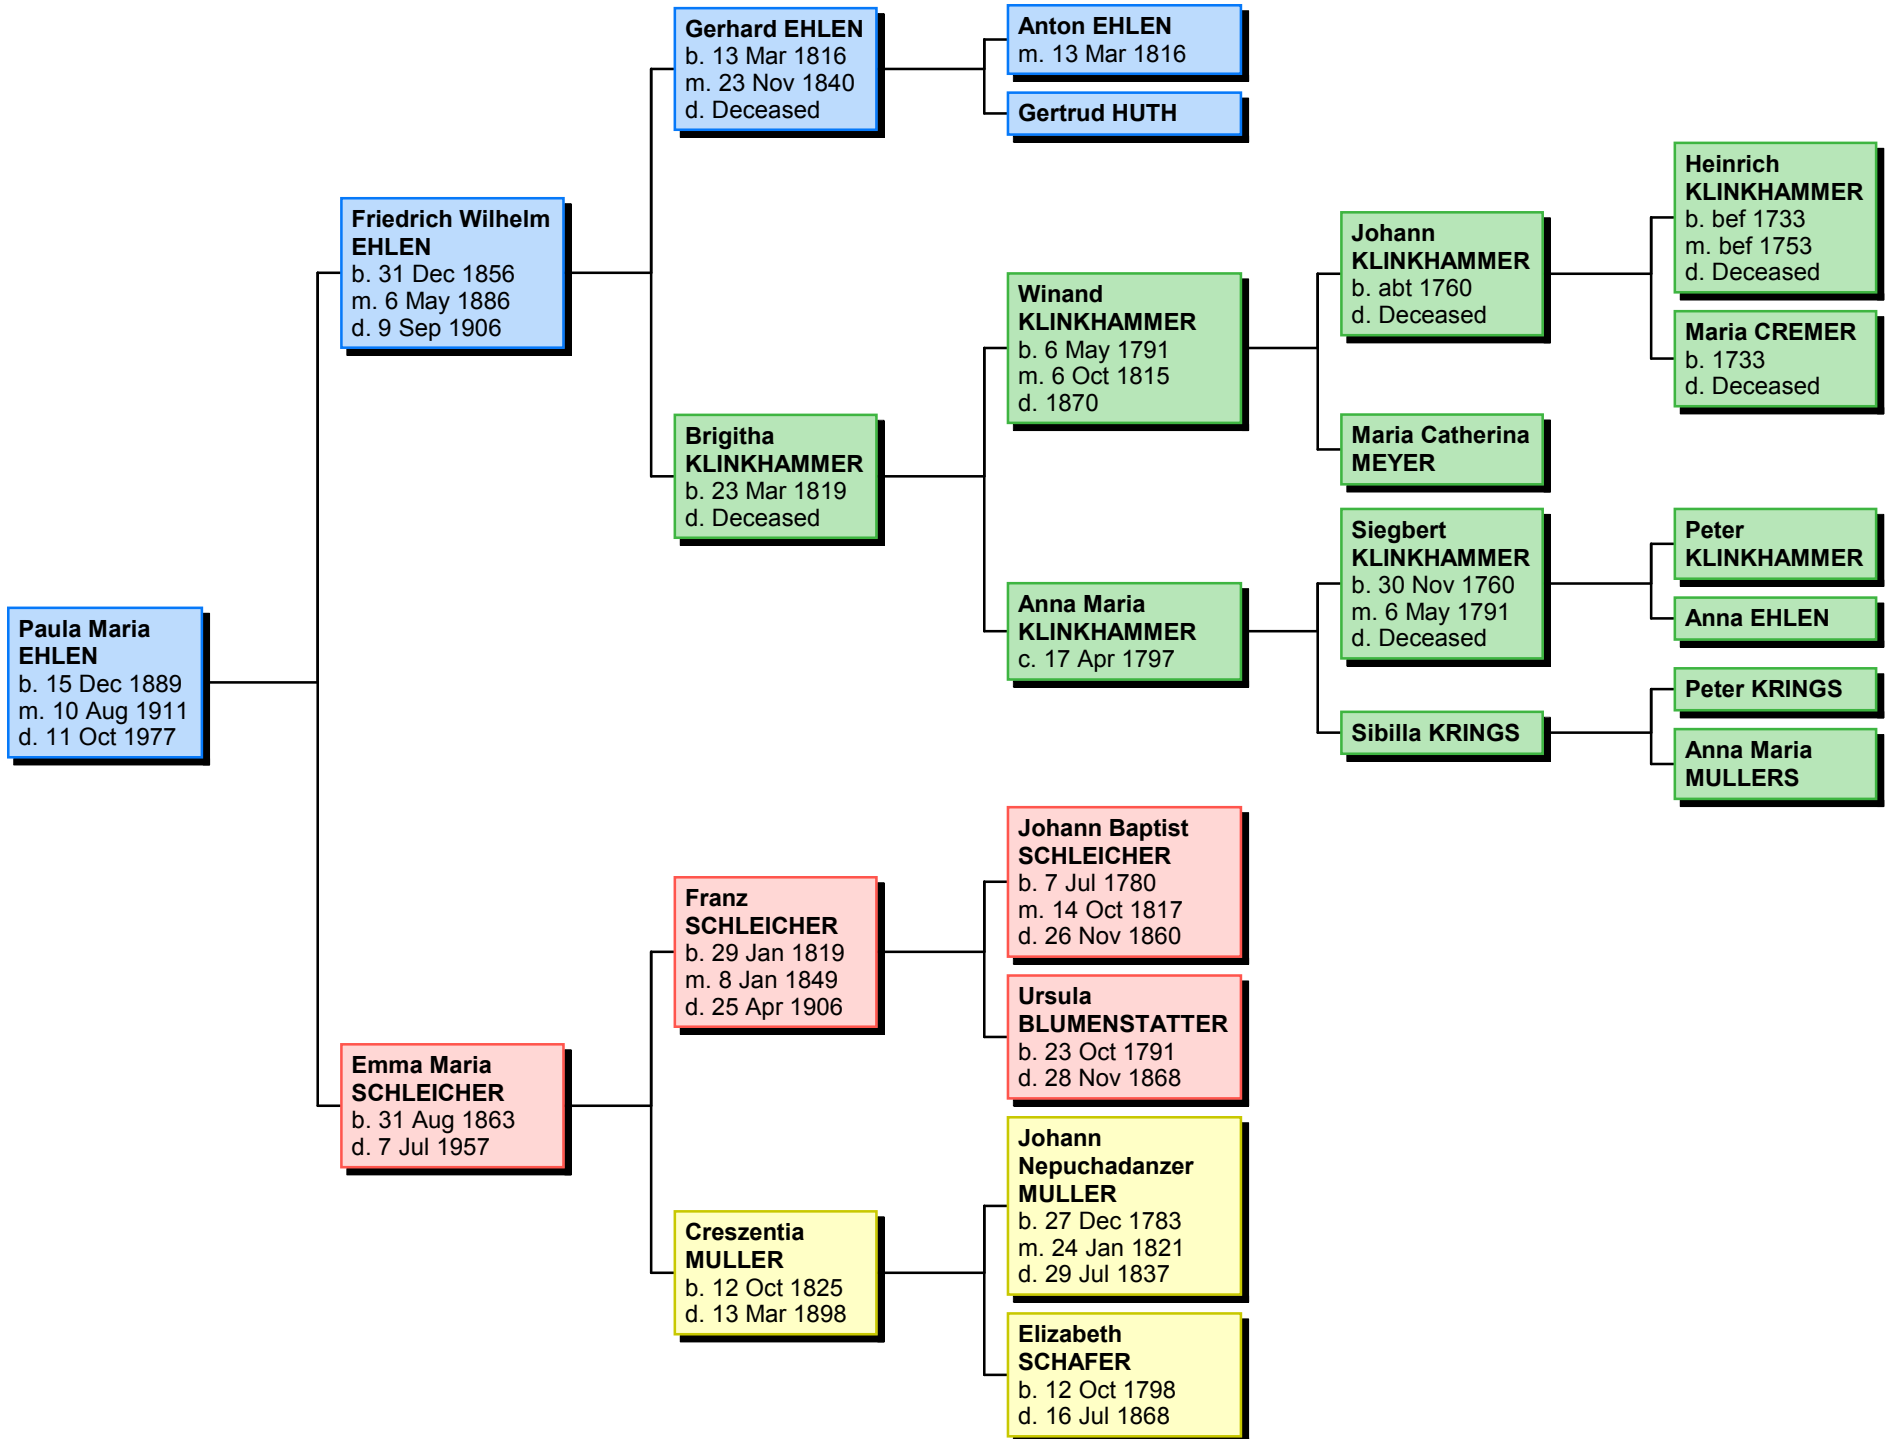 Paula Maria
EHLEN
b. 15 Dec 1889
m. 10 Aug 1911
d. 11 Oct 1977
Friedrich Wilhelm
EHLEN
b. 31 Dec 1856
m. 6 May 1886
d. 9 Sep 1906
Gerhard EHLEN
b. 13 Mar 1816
m. 23 Nov 1840
d. Deceased
Anton EHLEN
m. 13 Mar 1816
Gertrud HUTH
Brigitha
KLINKHAMMER
b. 23 Mar 1819
d. Deceased
Winand
KLINKHAMMER
b. 6 May 1791
m. 6 Oct 1815
d. 1870
Johann
KLINKHAMMER
b. abt 1760
d. Deceased
Heinrich
KLINKHAMMER
b. bef 1733
m. bef 1753
d. Deceased
Maria CREMER
b. 1733
d. Deceased
Maria Catherina
MEYER
Anna Maria
KLINKHAMMER
c. 17 Apr 1797
Siegbert
KLINKHAMMER
b. 30 Nov 1760
m. 6 May 1791
d. Deceased
Peter
KLINKHAMMER
Anna EHLEN
Sibilla KRINGS
Peter KRINGS
Anna Maria
MULLERS
Emma Maria
SCHLEICHER
b. 31 Aug 1863
d. 7 Jul 1957
Franz
SCHLEICHER
b. 29 Jan 1819
m. 8 Jan 1849
d. 25 Apr 1906
Johann Baptist
SCHLEICHER
b. 7 Jul 1780
m. 14 Oct 1817
d. 26 Nov 1860
Ursula
BLUMENSTATTER
b. 23 Oct 1791
d. 28 Nov 1868
Creszentia
MULLER
b. 12 Oct 1825
d. 13 Mar 1898
Johann
Nepuchadanzer
MULLER
b. 27 Dec 1783
m. 24 Jan 1821
d. 29 Jul 1837
Elizabeth
SCHAFER
b. 12 Oct 1798
d. 16 Jul 1868